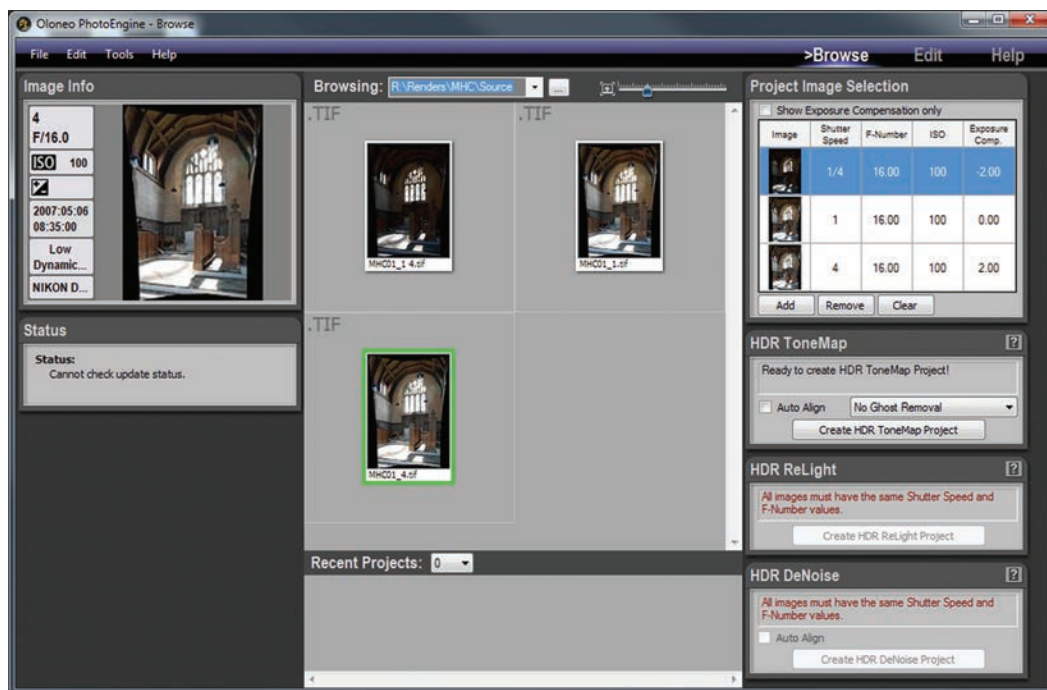 Oloneo PhotoEngine - Browse
File Edit Tools Help
>Browse Edit Help
Image Info
4
F/16.0
ISO 100
2007:05:06
08:35:00
Low
Dynamic...
NIKON D...
Status
Status:
Cannot check update status.
Browsing: R:\Renders\MHC\Source ...
.TIF
MHC01_1 4.tif
.TIF
MHC01_1.tif
.TIF
MHC01_4.tif
Recent Projects: 0
Project Image Selection
Show Exposure Compensation only
Image Shutter Speed F-Number ISO Exposure Comp.
1/4 16.00 100 -2.00
1 16.00 100 0.00
4 16.00 100 2.00
Add Remove Clear
HDR ToneMap ?
Ready to create HDR ToneMap Project!
Auto Align No Ghost Removal
Create HDR ToneMap Project
HDR ReLight ?
All images must have the same Shutter Speed and
F-Number values.
Create HDR ReLight Project
HDR DeNoise ?
All images must have the same Shutter Speed and
F-Number values.
Auto Align
Create HDR DeNoise Project